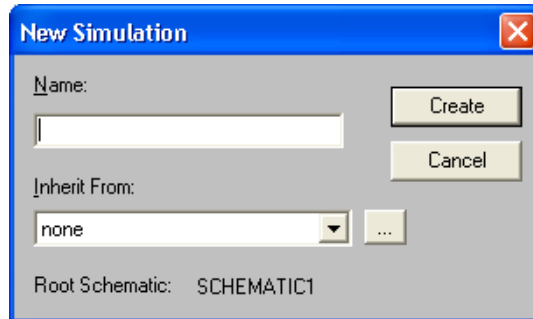 New Simulation
Name:
Create
Cancel
Inherit From:
none
...
Root Schematic: SCHEMATIC1